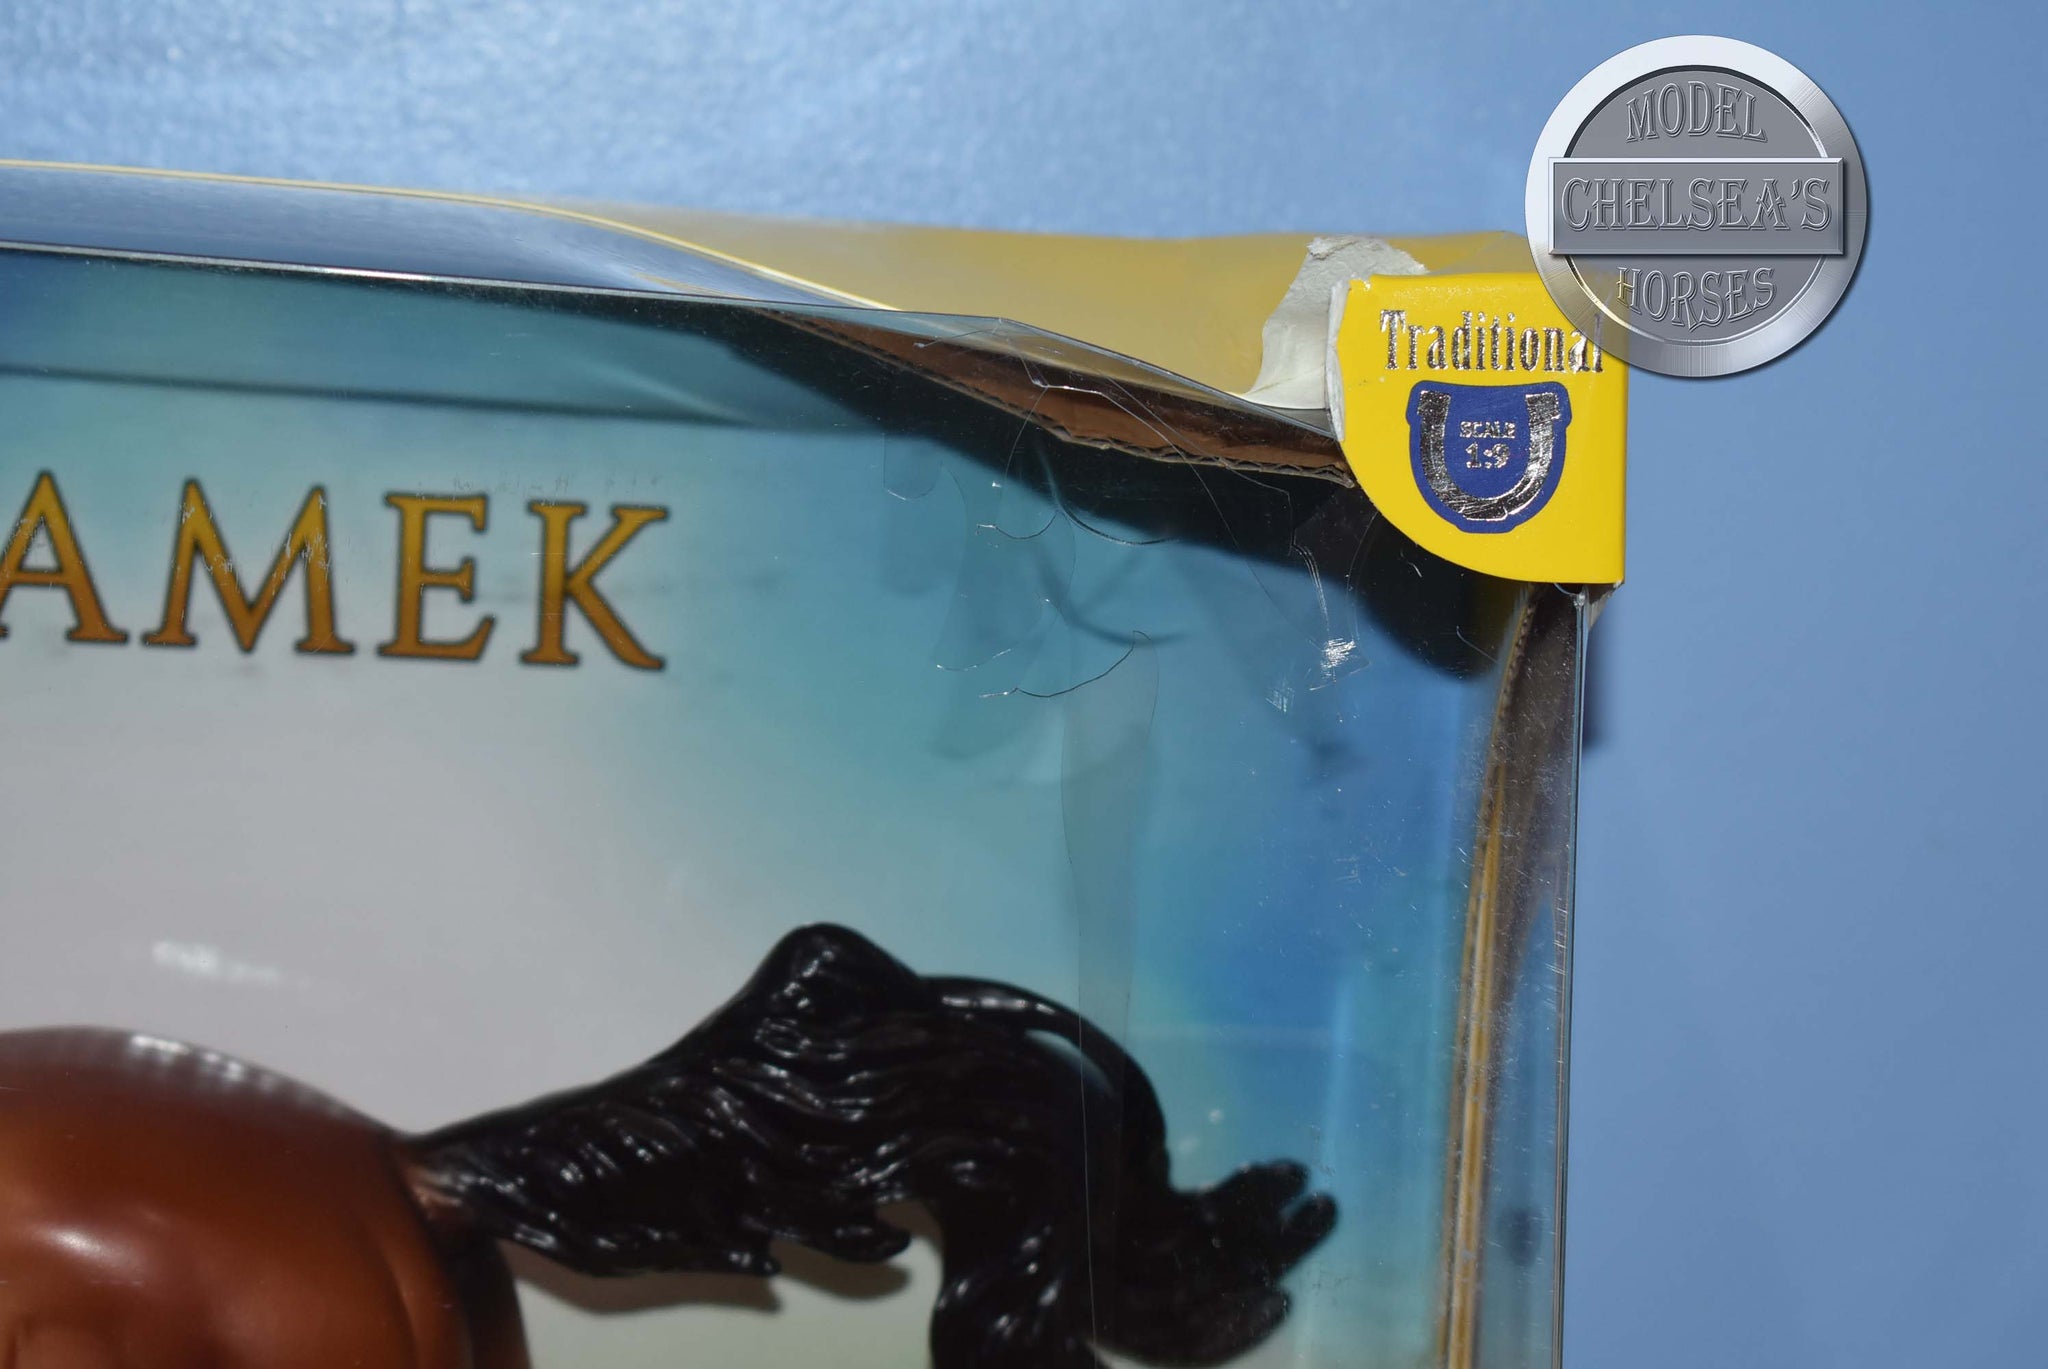 MODEL
CHELSEA'S
HORSES
Traditional
SCALE
1:9
AMEK